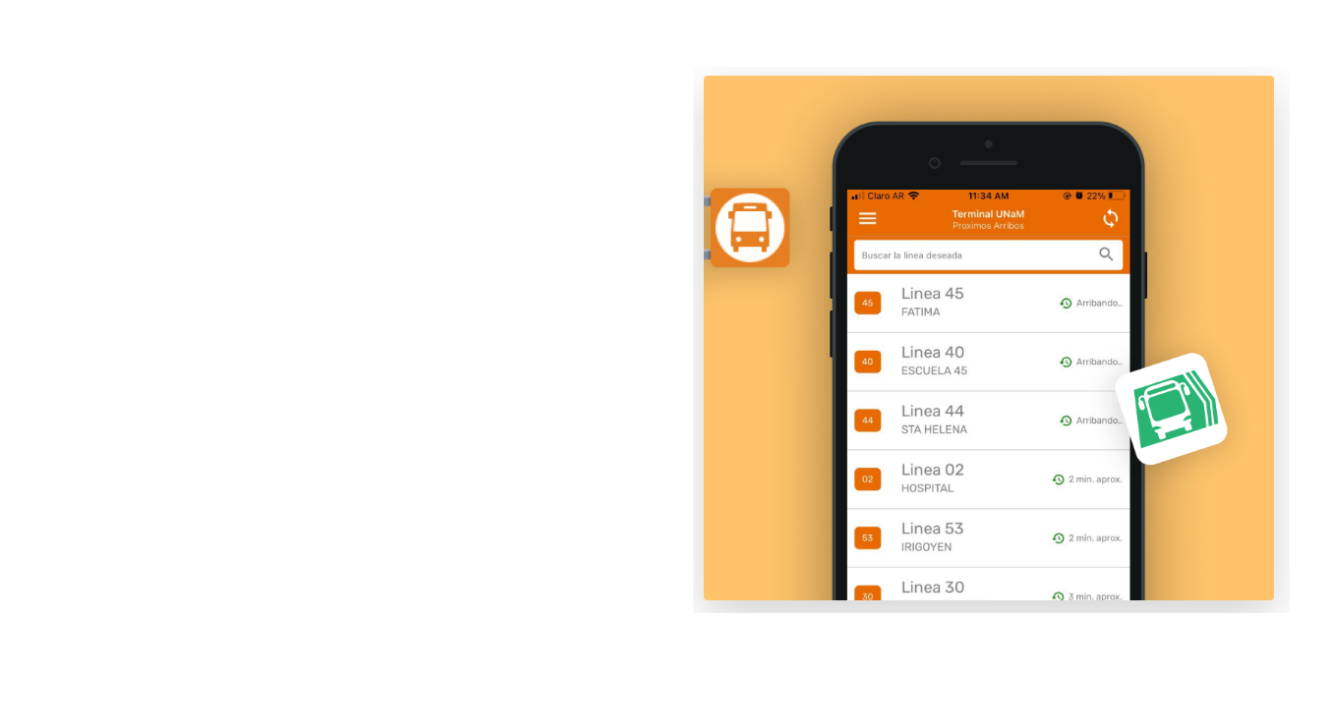 Claro AR
11:34 AM
22%
Terminal UNaM
Proximos Arribos
Buscar la linea deseada
45
Linea 45
FATIMA
Arribando..
40
Linea 40
ESCUELA 45
Arribando..
44
Linea 44
STA HELENA
Arribando..
02
Linea 02
HOSPITAL
2 min. aprox.
53
Linea 53
IRIGOYEN
2 min. aprox.
30
Linea 30
3 min. aprox.